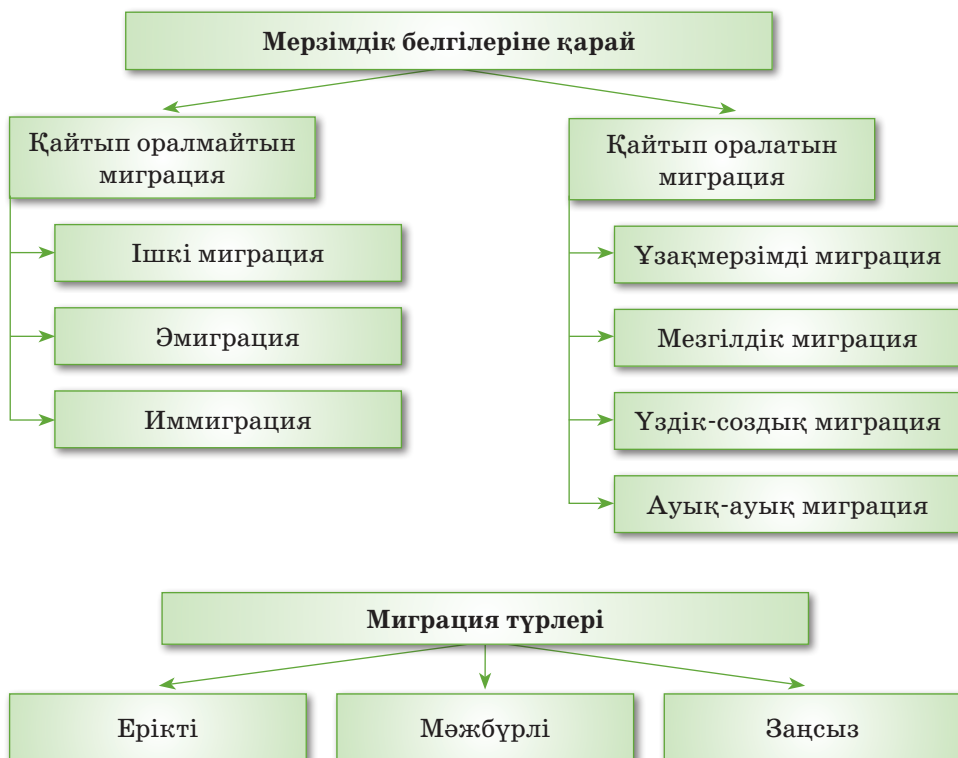 Мерзімдік белгілеріне қарай
Қайтып оралмайтын
миграция
Ішкі миграция
Эмиграция
Иммиграция
Қайтып оралатын
миграция
Ұзақмерзімді миграция
Мезгілдік миграция
Үздік-создық миграция
Ауық-ауық миграция
Миграция түрлері
Ерікті
Мәжбүрлі
Заңсыз